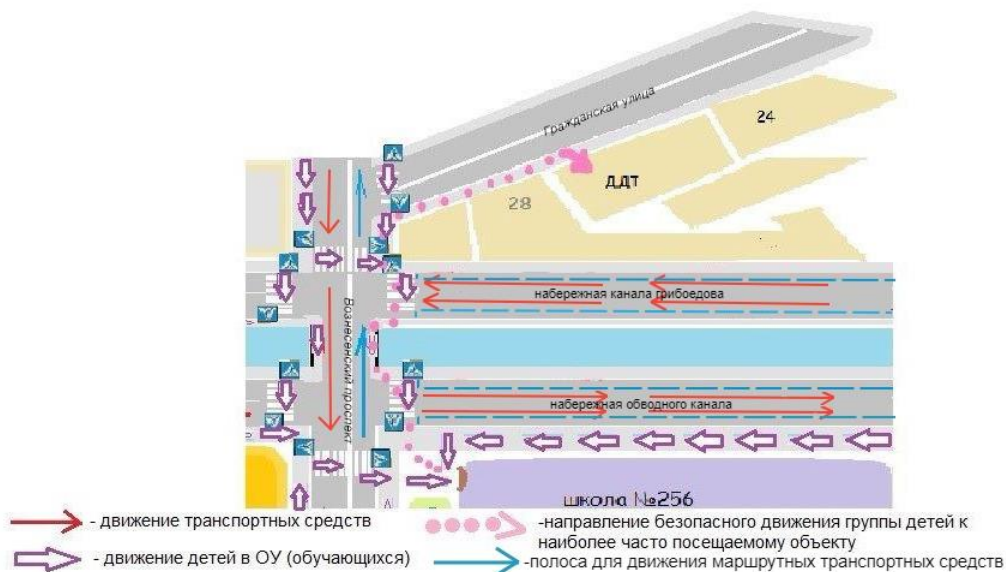 Гражданская улица
24
ДДТ
28
набережная канала грибоедова
Вознесенский проспект
набережная обводного канала
школа №256
- движение транспортных средств
- движение детей в ОУ (обучающихся)
-направление безопасного движения группы детей к
наиболее часто посещаемому объекту
-полоса для движения маршрутных транспортных средств